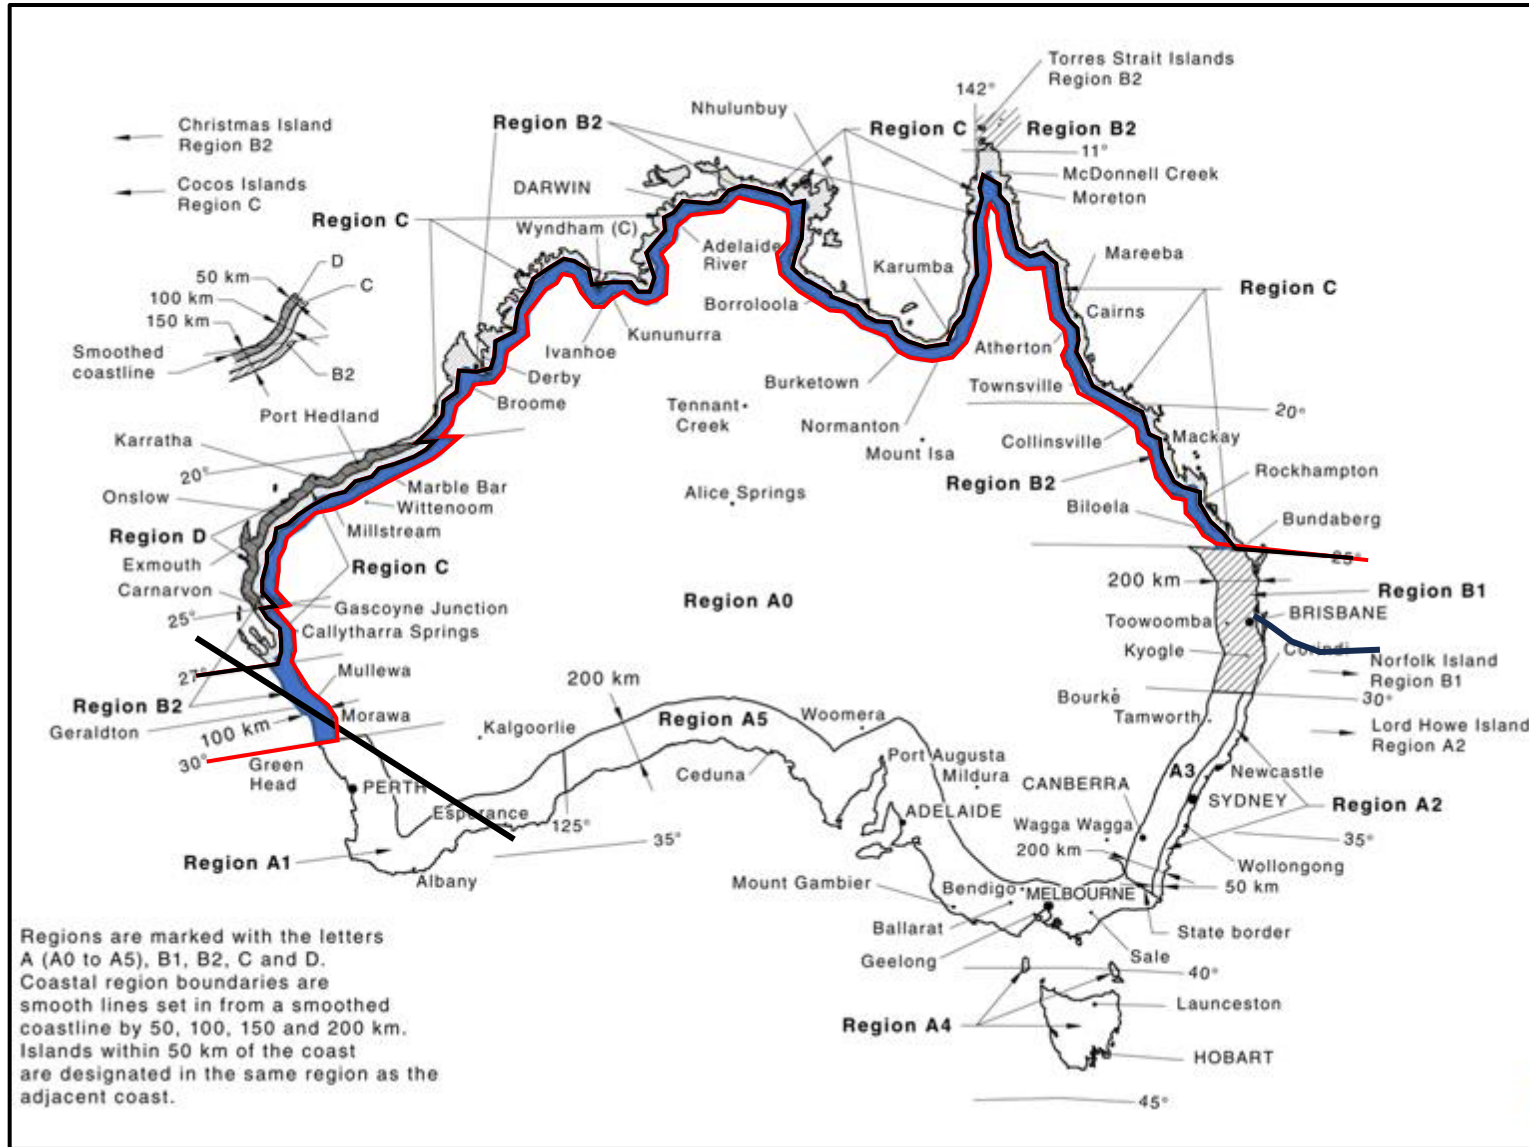 Torres Strait Islands
Region B2
142°
Nhulunbuy
Christmas Island
Region B2
Region B2
Region C
Region B2
11°
McDonnell Creek
Moreton
Cocos Islands
Region C
DARWIN
Region C
Wyndham (C)
Adelaide
River
Mareeba
Karumba
D
50 km
C
100 km
150 km
Region C
Cairns
Borroloola
Kununurra
Ivanhoe
Atherton
Smoothed
coastline
B2
Derby
Burketown
Townsville
Broome
Port Hedland
Tennant
Creek
20°
Normanton
Karratha
Collinsville
Mackay
Mount Isa
20°
Rockhampton
Marble Bar
Wittenoom
Onslow
Alice Springs
Region B2
Biloela
Millstream
Bundaberg
Region D
Exmouth
Region C
25°
200 km
Carnarvon
Region A0
Region B1
Gascoyne Junction
25°
Toowoomba
BRISBANE
Callytharra Springs
Kyogle
Corindi
Norfolk Island
Region B1
27°
Mullewa
200 km
Bourke
30°
Region B2
Morawa
Region A5
Woomera
Tamworth
Geraldton
100 km
Kalgoorlie
Lord Howe Island
Region A2
30°
Green
Head
Port Augusta
Ceduna
Mildura
A3
Newcastle
PERTH
CANBERRA
SYDNEY
Region A2
Esperance
ADELAIDE
125°
Wagga Wagga
35°
35°
200 km
Region A1
Wollongong
Albany
Mount Gambier
Bendigo
MELBOURNE
50 km
Ballarat
State border
Geelong
Sale
40°
Launceston
Region A4
HOBART
45°
Regions are marked with the letters
A (A0 to A5), B1, B2, C and D.
Coastal region boundaries are
smooth lines set in from a smoothed
coastline by 50, 100, 150 and 200 km.
Islands within 50 km of the coast
are designated in the same region as the
adjacent coast.